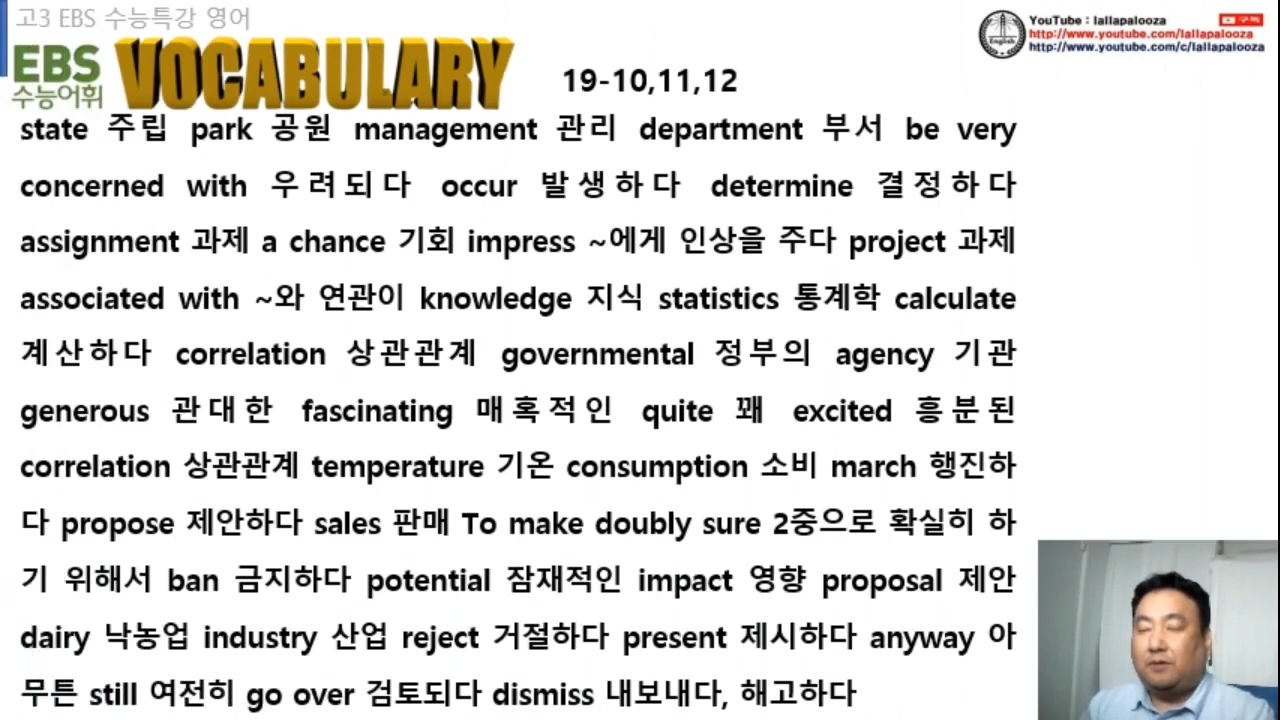 고3 EBS 수능특강 영어
EBS
수능어휘
VOCABULARY
19-10,11,12
English
YouTube : lallapalooza
구독
http://www.youtube.com/lallapalooza
http://www.youtube.com/c/lallapalooza
state 주립 park 공원 management 관리 department 부서 be very
concerned with 우려되다 occur 발생하다 determine 결정하다
assignment 과제 a chance 기회 impress ~에게 인상을 주다 project 과제
associated with ~와 연관이 knowledge 지식 statistics 통계학 calculate
계산하다 correlation 상관관계 governmental 정부의 agency 기관
generous 관대한 fascinating 매혹적인 quite 꽤 excited 흥분된
correlation 상관관계 temperature 기온 consumption 소비 march 행진하
다 propose 제안하다 sales 판매 To make doubly sure 2중으로 확실히 하
기 위해서 ban 금지하다 potential 잠재적인 impact 영향 proposal 제안
dairy 낙농업 industry 산업 reject 거절하다 present 제시하다 anyway 아
무튼 still 여전히 go over 검토되다 dismiss 내보내다, 해고하다